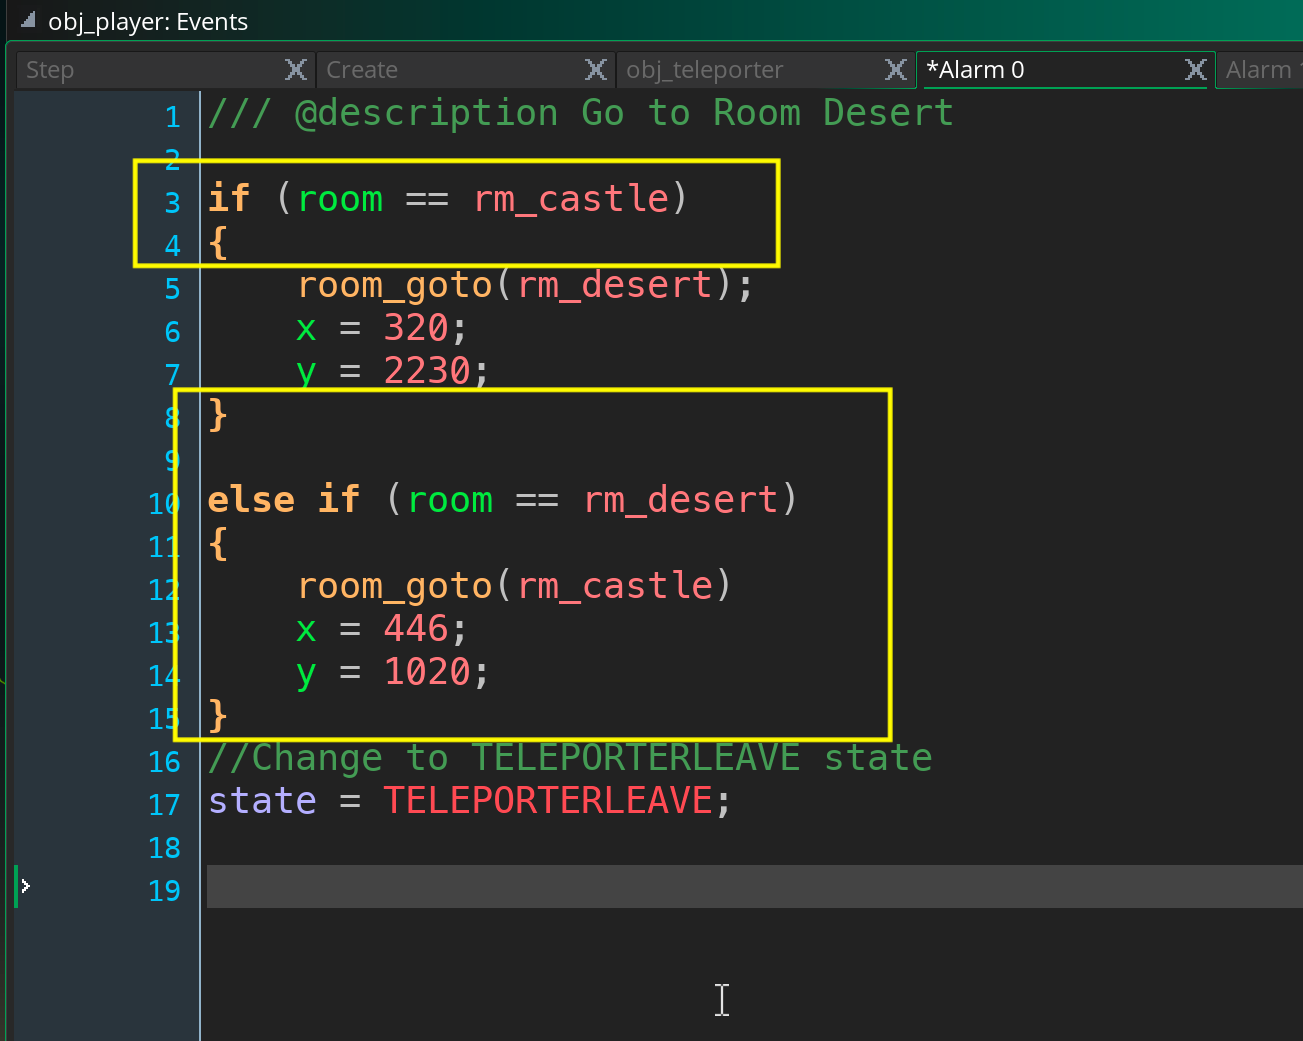 obj_player: Events
Step Create obj_teleporter *Alarm 0 Alarm
1 /// @description Go to Room Desert
2
3 if (room == rm_castle)
4 {
5 room_goto(rm_desert);
6 x = 320;
7 y = 2230;
8 }
9
10 else if (room == rm_desert)
11 {
12 room_goto(rm_castle)
13 x = 446;
14 y = 1020;
15 }
16 //Change to TELEPORTERLEAVE state
17 state = TELEPORTERLEAVE;
18
19